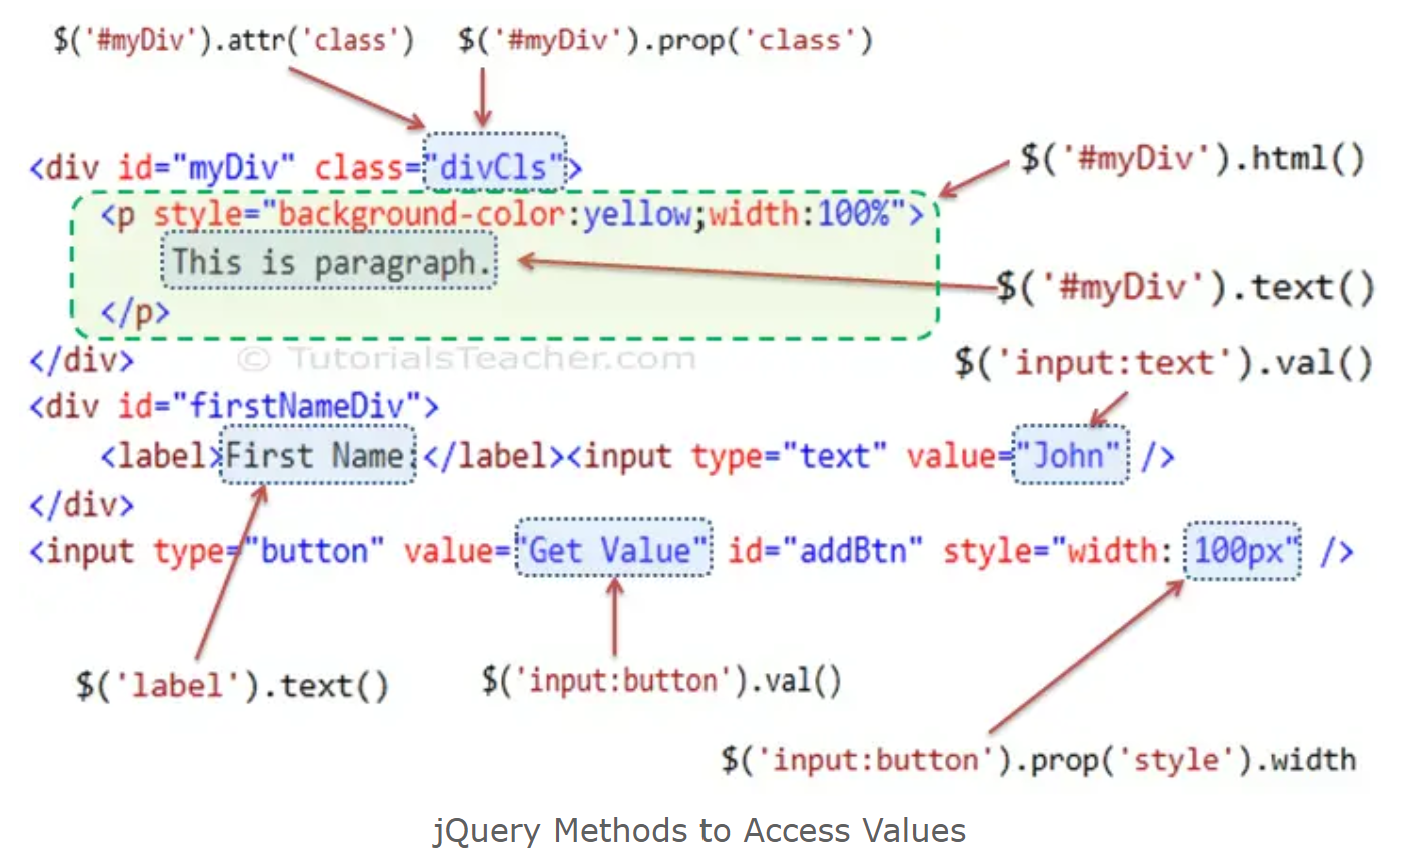 $('#myDiv').attr('class') $('#myDiv').prop('class')
<div id="myDiv" class="divCls">
$('#myDiv').html()
<p style="background-color:yellow;width:100%">
This is paragraph.
$('#myDiv').text()
</p>
</div>
© TutorialsTeacher.com
$('input:text').val()
<div id="firstNameDiv">
<label>First Name:</label><input type="text" value="John" />
</div>
<input type="button" value="Get Value" id="addBtn" style="width: 100px" />
$('label').text() $('input:button').val()
$('input:button').prop('style').width
jQuery Methods to Access Values